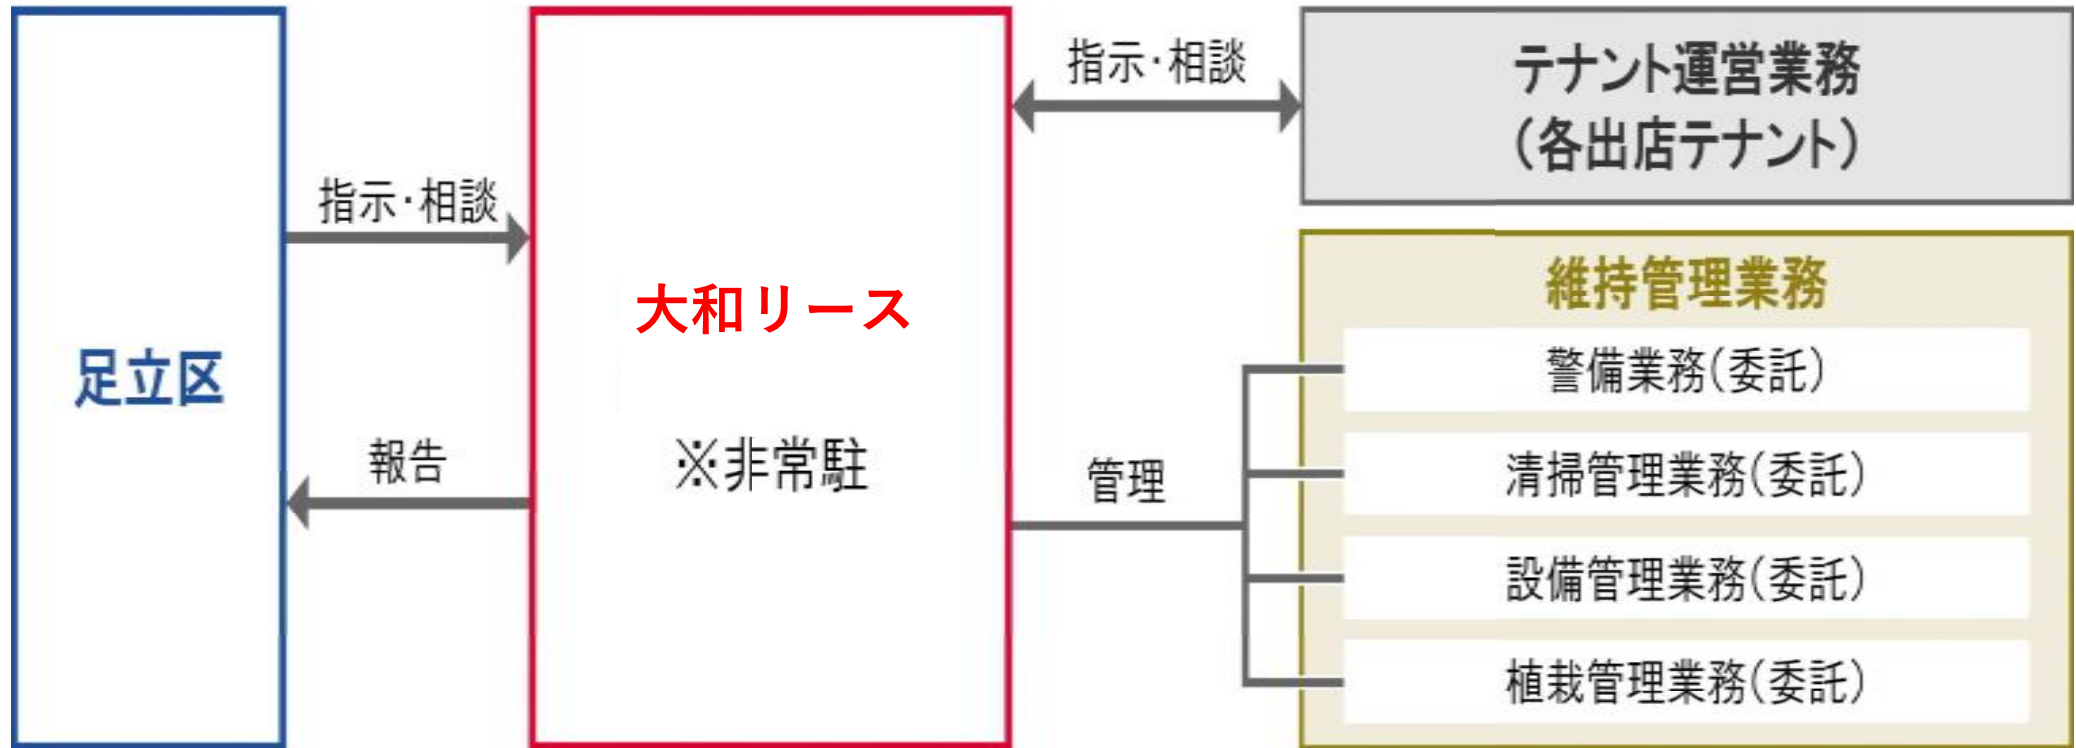 足立区
指示・相談
報告
大和リース
※非常駐
指示・相談
テナント運営業務
(各出店テナント)
管理
維持管理業務
警備業務(委託)
清掃管理業務(委託)
設備管理業務(委託)
植栽管理業務(委託)